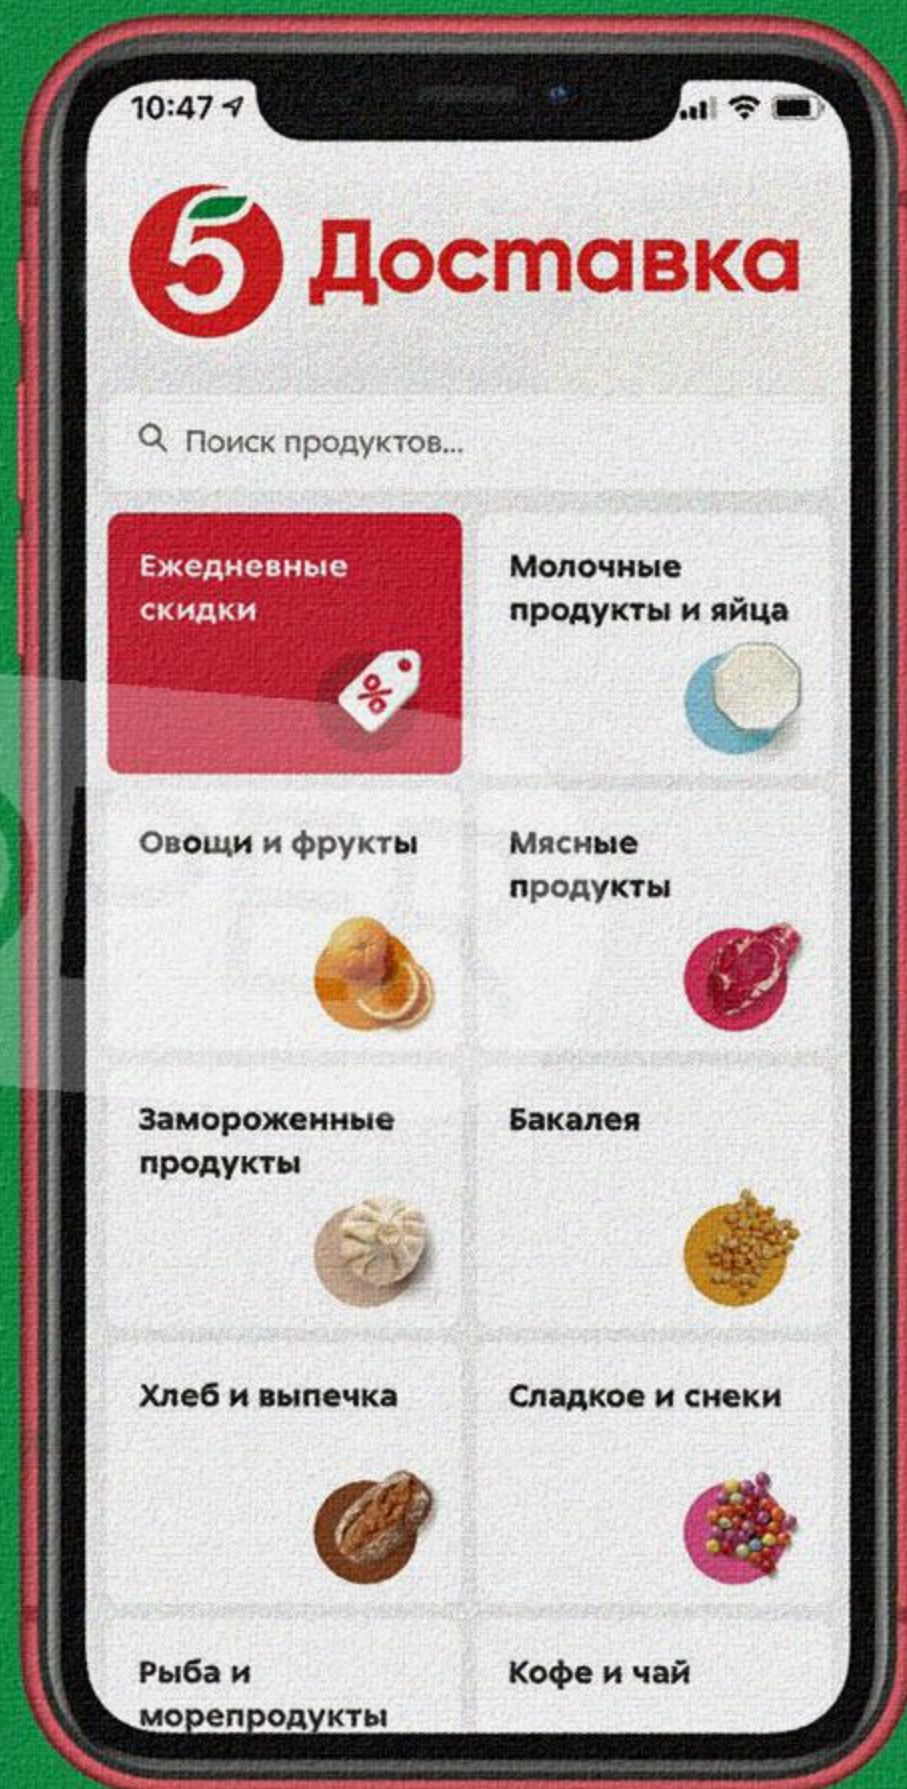 10:47
5 Доставка
Поиск продуктов...
Ежедневные
скидки
%
Молочные
продукты и яйца
Овощи и фрукты
Мясные
продукты
Замороженные
продукты
Бакалея
Хлеб и выпечка
Сладкое и снеки
Рыба и
морепродукты
Кофе и чай